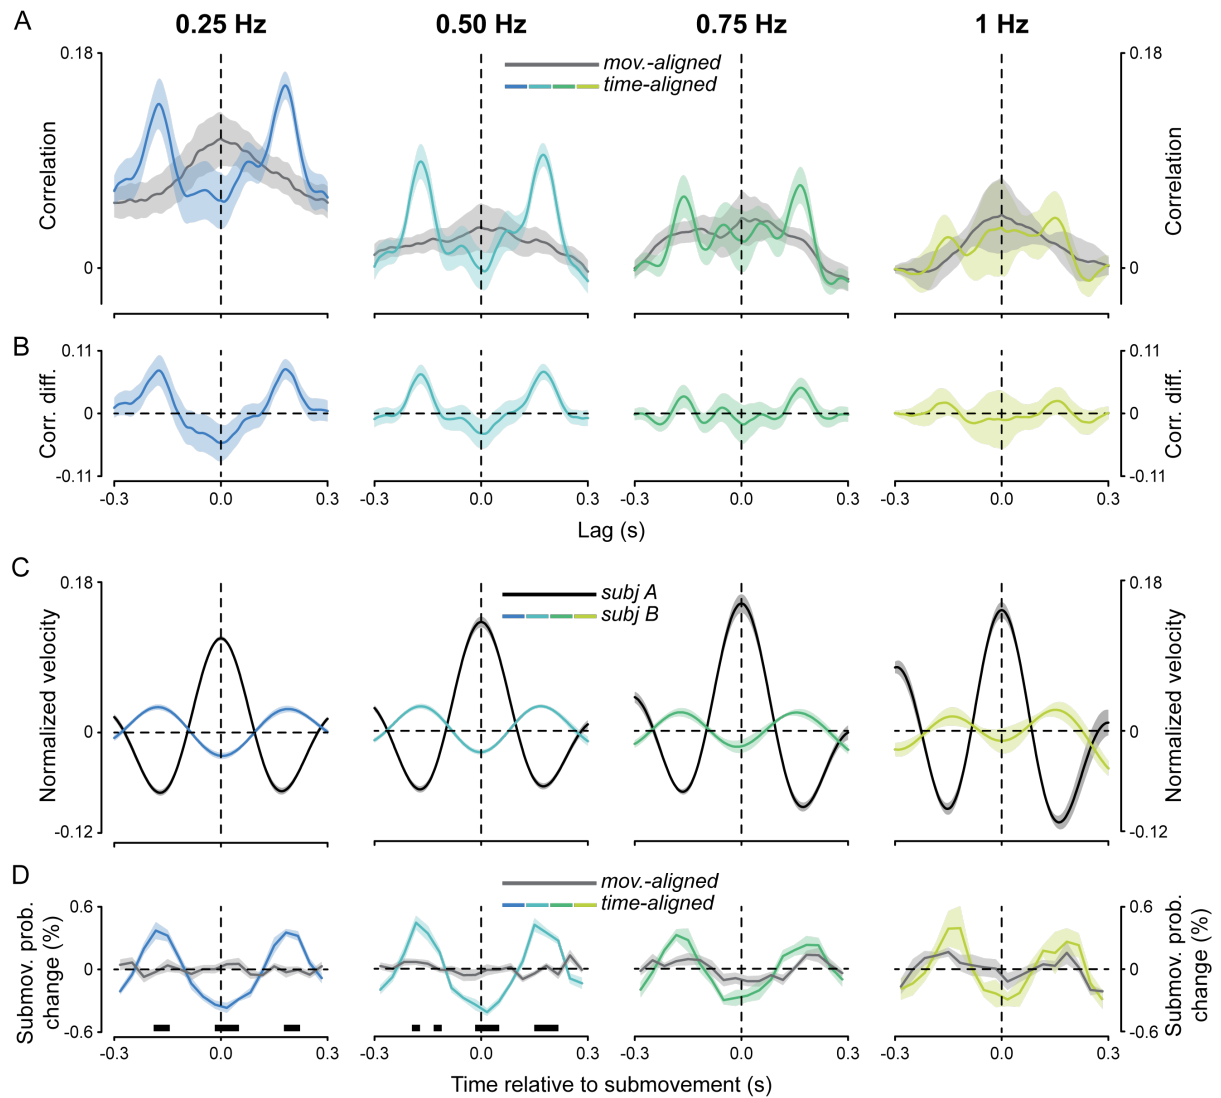 A
0.25 Hz 0.50 Hz 0.75 Hz 1 Hz
0.18 0.18
mov.-aligned
time-aligned
Correlation Correlation
0 0
B
0.11 0.11
Corr. diff. Corr. diff.
0 0
-0.11 -0.11
-0.3 0.0 0.3 -0.3 0.0 0.3 -0.3 0.0 0.3 -0.3 0.0 0.3
Lag (s)
C
0.18 0.18
subj A
subj B
Normalized velocity Normalized velocity
0 0
-0.12 -0.12
D
mov.-aligned
time-aligned
0.6 0.6
Submov. prob. Submov. prob.
change (%) change (%)
0 0
-0.6 -0.6
-0.3 0.0 0.3 -0.3 0.0 0.3 -0.3 0.0 0.3 -0.3 0.0 0.3
Time relative to submovement (s)